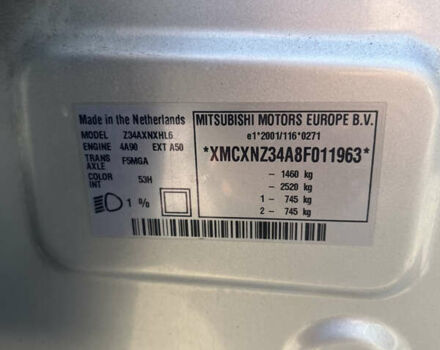 Made in the Netherlands
MODEL Z34AXNXHL6
ENGINE 4A90 EXT A50
TRANS AXLE F5MGA
COLOR INT 53H
1 %
MITSUBISHI MOTORS EUROPE B.V.
e1*2001/116*0271
*XMCXNZ34A8F011963*
- 1460 kg
- 2520 kg
1 - 745 kg
2 - 745 kg